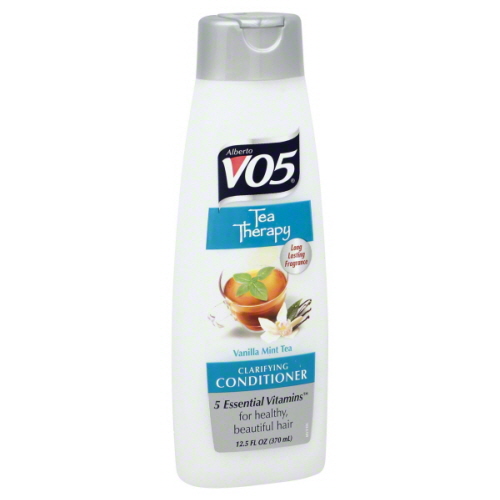 Alberto
VO5®
Tea
Therapy
Long
Lasting
Fragrance
Vanilla Mint Tea
CLARIFYING
CONDITIONER
5 Essential Vitamins**
for healthy,
beautiful hair
12.5 FL OZ (370 mL)